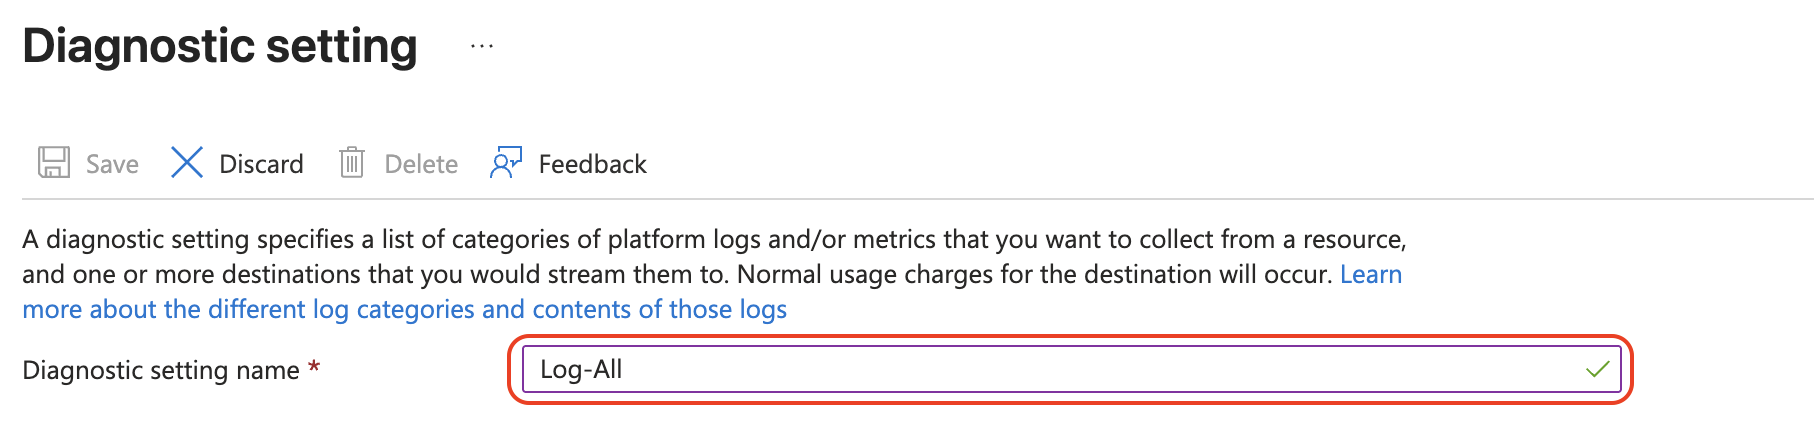 Diagnostic setting ...
Save Discard Delete Feedback
A diagnostic setting specifies a list of categories of platform logs and/or metrics that you want to collect from a resource,
and one or more destinations that you would stream them to. Normal usage charges for the destination will occur. Learn
more about the different log categories and contents of those logs
Diagnostic setting name * Log-All